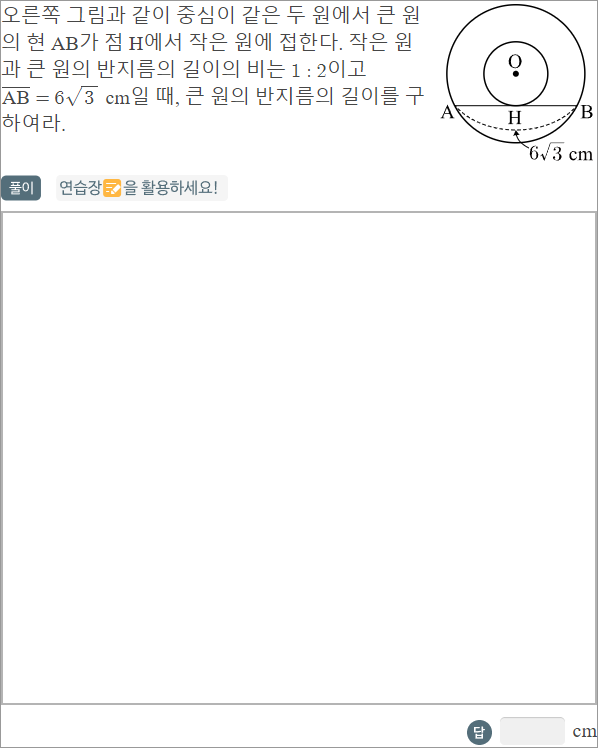 오른쪽 그림과 같이 중심이 같은 두 원에서 큰 원
의 현 AB가 점 H에서 작은 원에 접한다. 작은 원
과 큰 원의 반지름의 길이의 비는 1 : 2이고
AB = 6√3 cm일 때, 큰 원의 반지름의 길이를 구
하여라.
O
A
H
B
6√3 cm
풀이
연습장📝을 활용하세요!
답
cm